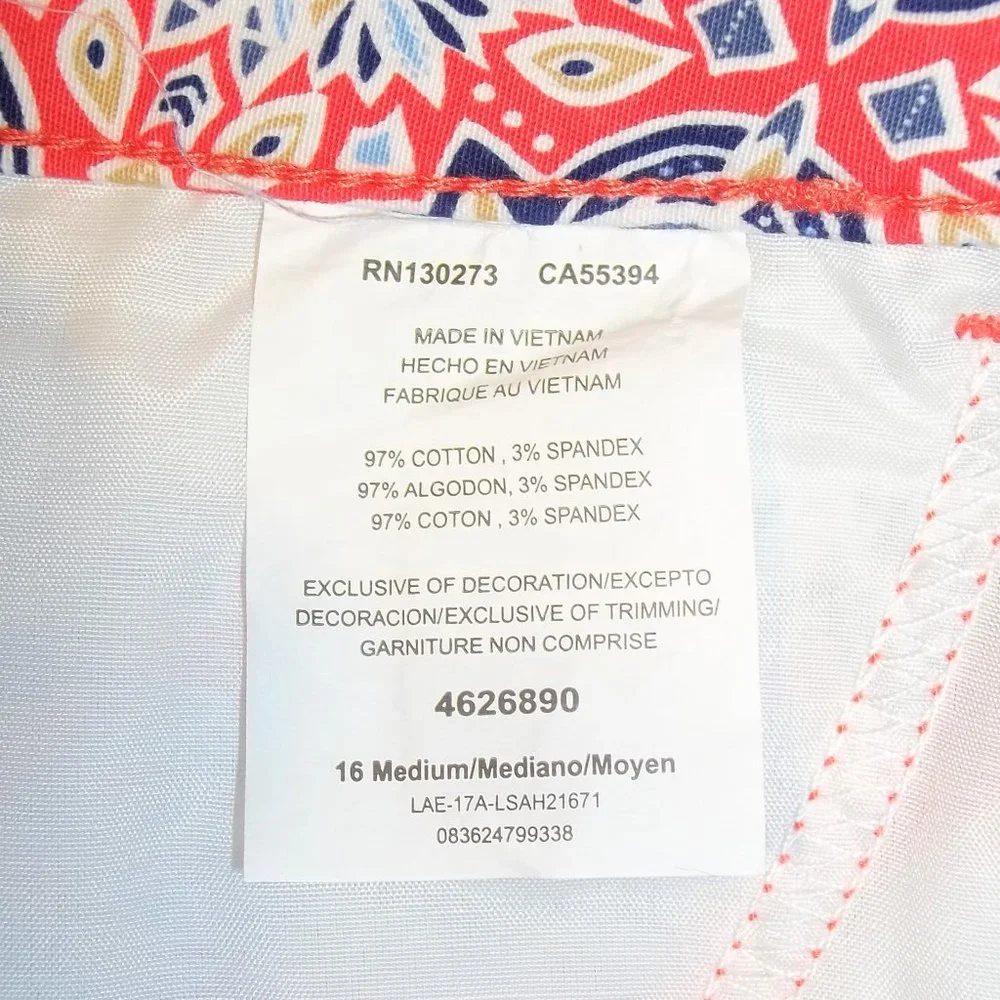 RN130273 CA55394
MADE IN VIETNAM
HECHO EN VIETNAM
FABRIQUE AU VIETNAM
97% COTTON , 3% SPANDEX
97% ALGODON, 3% SPANDEX
97% COTON , 3% SPANDEX
EXCLUSIVE OF DECORATION/EXCEPTO
DECORACION/EXCLUSIVE OF TRIMMING/
GARNITURE NON COMPRISE
4626890
16 Medium/Mediano/Moyen
LAE-17A-LSAH21671
083624799338